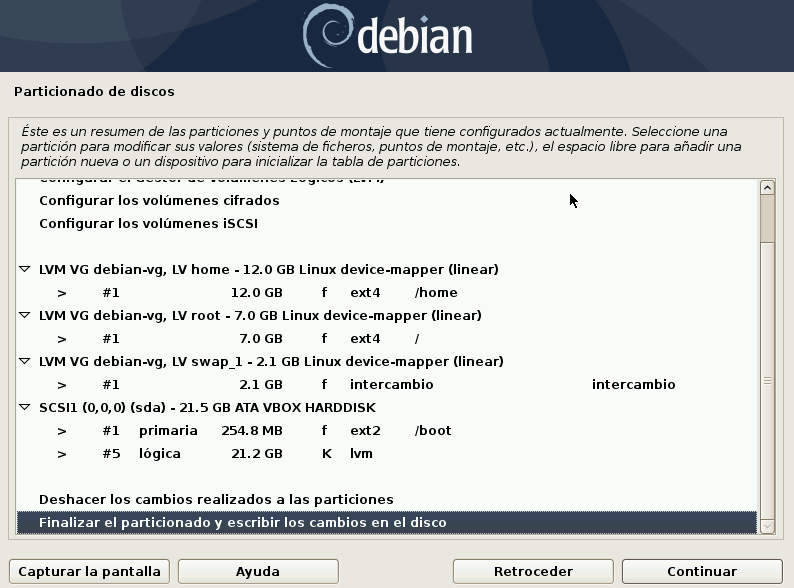 debian
Particionado de discos
Éste es un resumen de las particiones y puntos de montaje que tiene configurados actualmente. Seleccione una
partición para modificar sus valores (sistema de ficheros, puntos de montaje, etc.), el espacio libre para añadir una
partición nueva o un dispositivo para inicializar la tabla de particiones.
Configurar los volúmenes cifrados
Configurar los volúmenes iSCSI
LVM VG debian-vg, LV home - 12.0 GB Linux device-mapper (linear)
> #1 12.0 GB f ext4 /home
LVM VG debian-vg, LV root - 7.0 GB Linux device-mapper (linear)
> #1 7.0 GB f ext4 /
LVM VG debian-vg, LV swap_1 - 2.1 GB Linux device-mapper (linear)
> #1 2.1 GB f intercambio intercambio
SCSI1 (0,0,0) (sda) - 21.5 GB ATA VBOX HARDDISK
> #1 primaria 254.8 MB f ext2 /boot
> #5 lógica 21.2 GB K lvm
Deshacer los cambios realizados a las particiones
Finalizar el particionado y escribir los cambios en el disco
Capturar la pantalla
Ayuda
Retroceder
Continuar